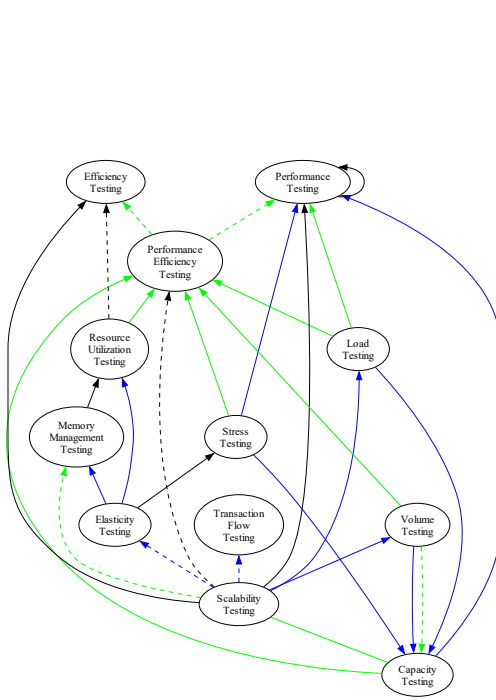 Efficiency
Testing
Performance
Testing
Performance
Efficiency
Testing
Resource
Utilization
Testing
Load
Testing
Memory
Management
Testing
Stress
Testing
Elasticity
Testing
Transaction
Flow
Testing
Volume
Testing
Scalability
Testing
Capacity
Testing